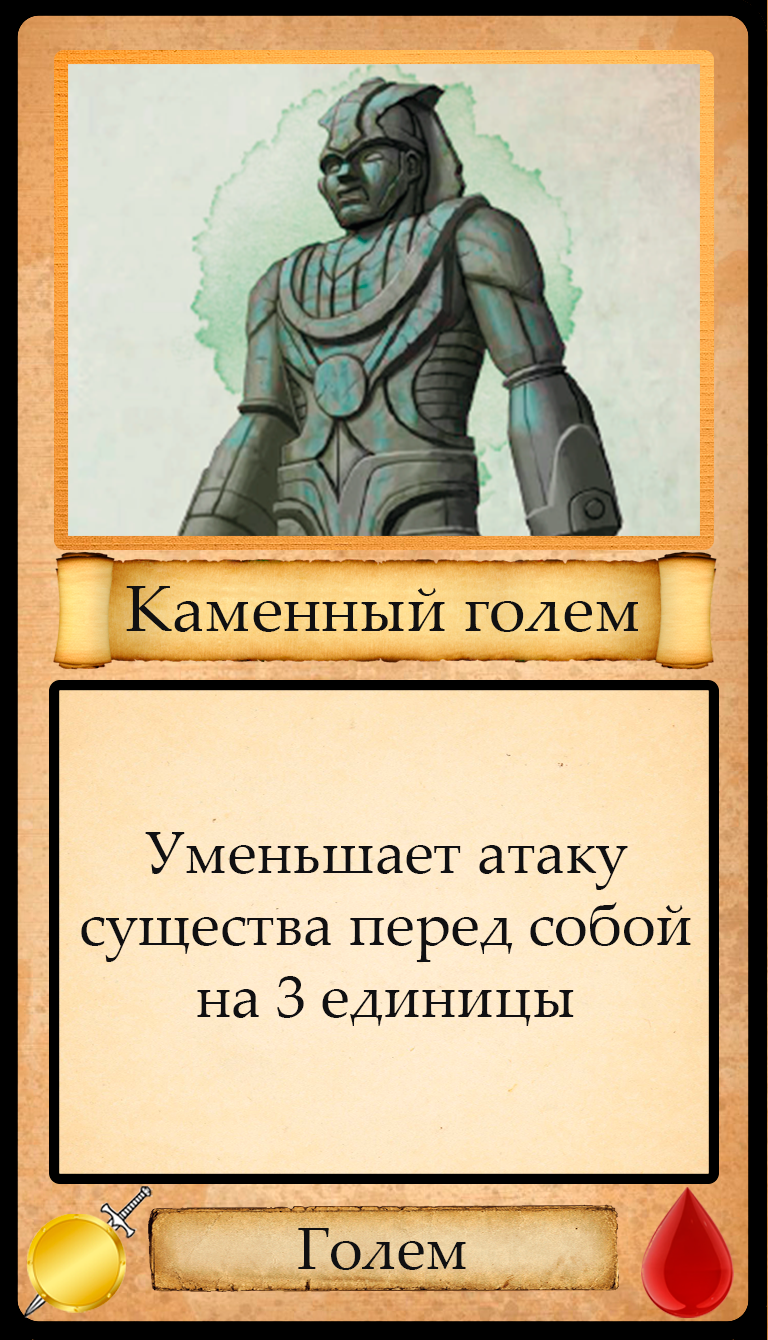 Каменный голем
Уменьшает атаку
существа перед собой
на 3 единицы
Голем